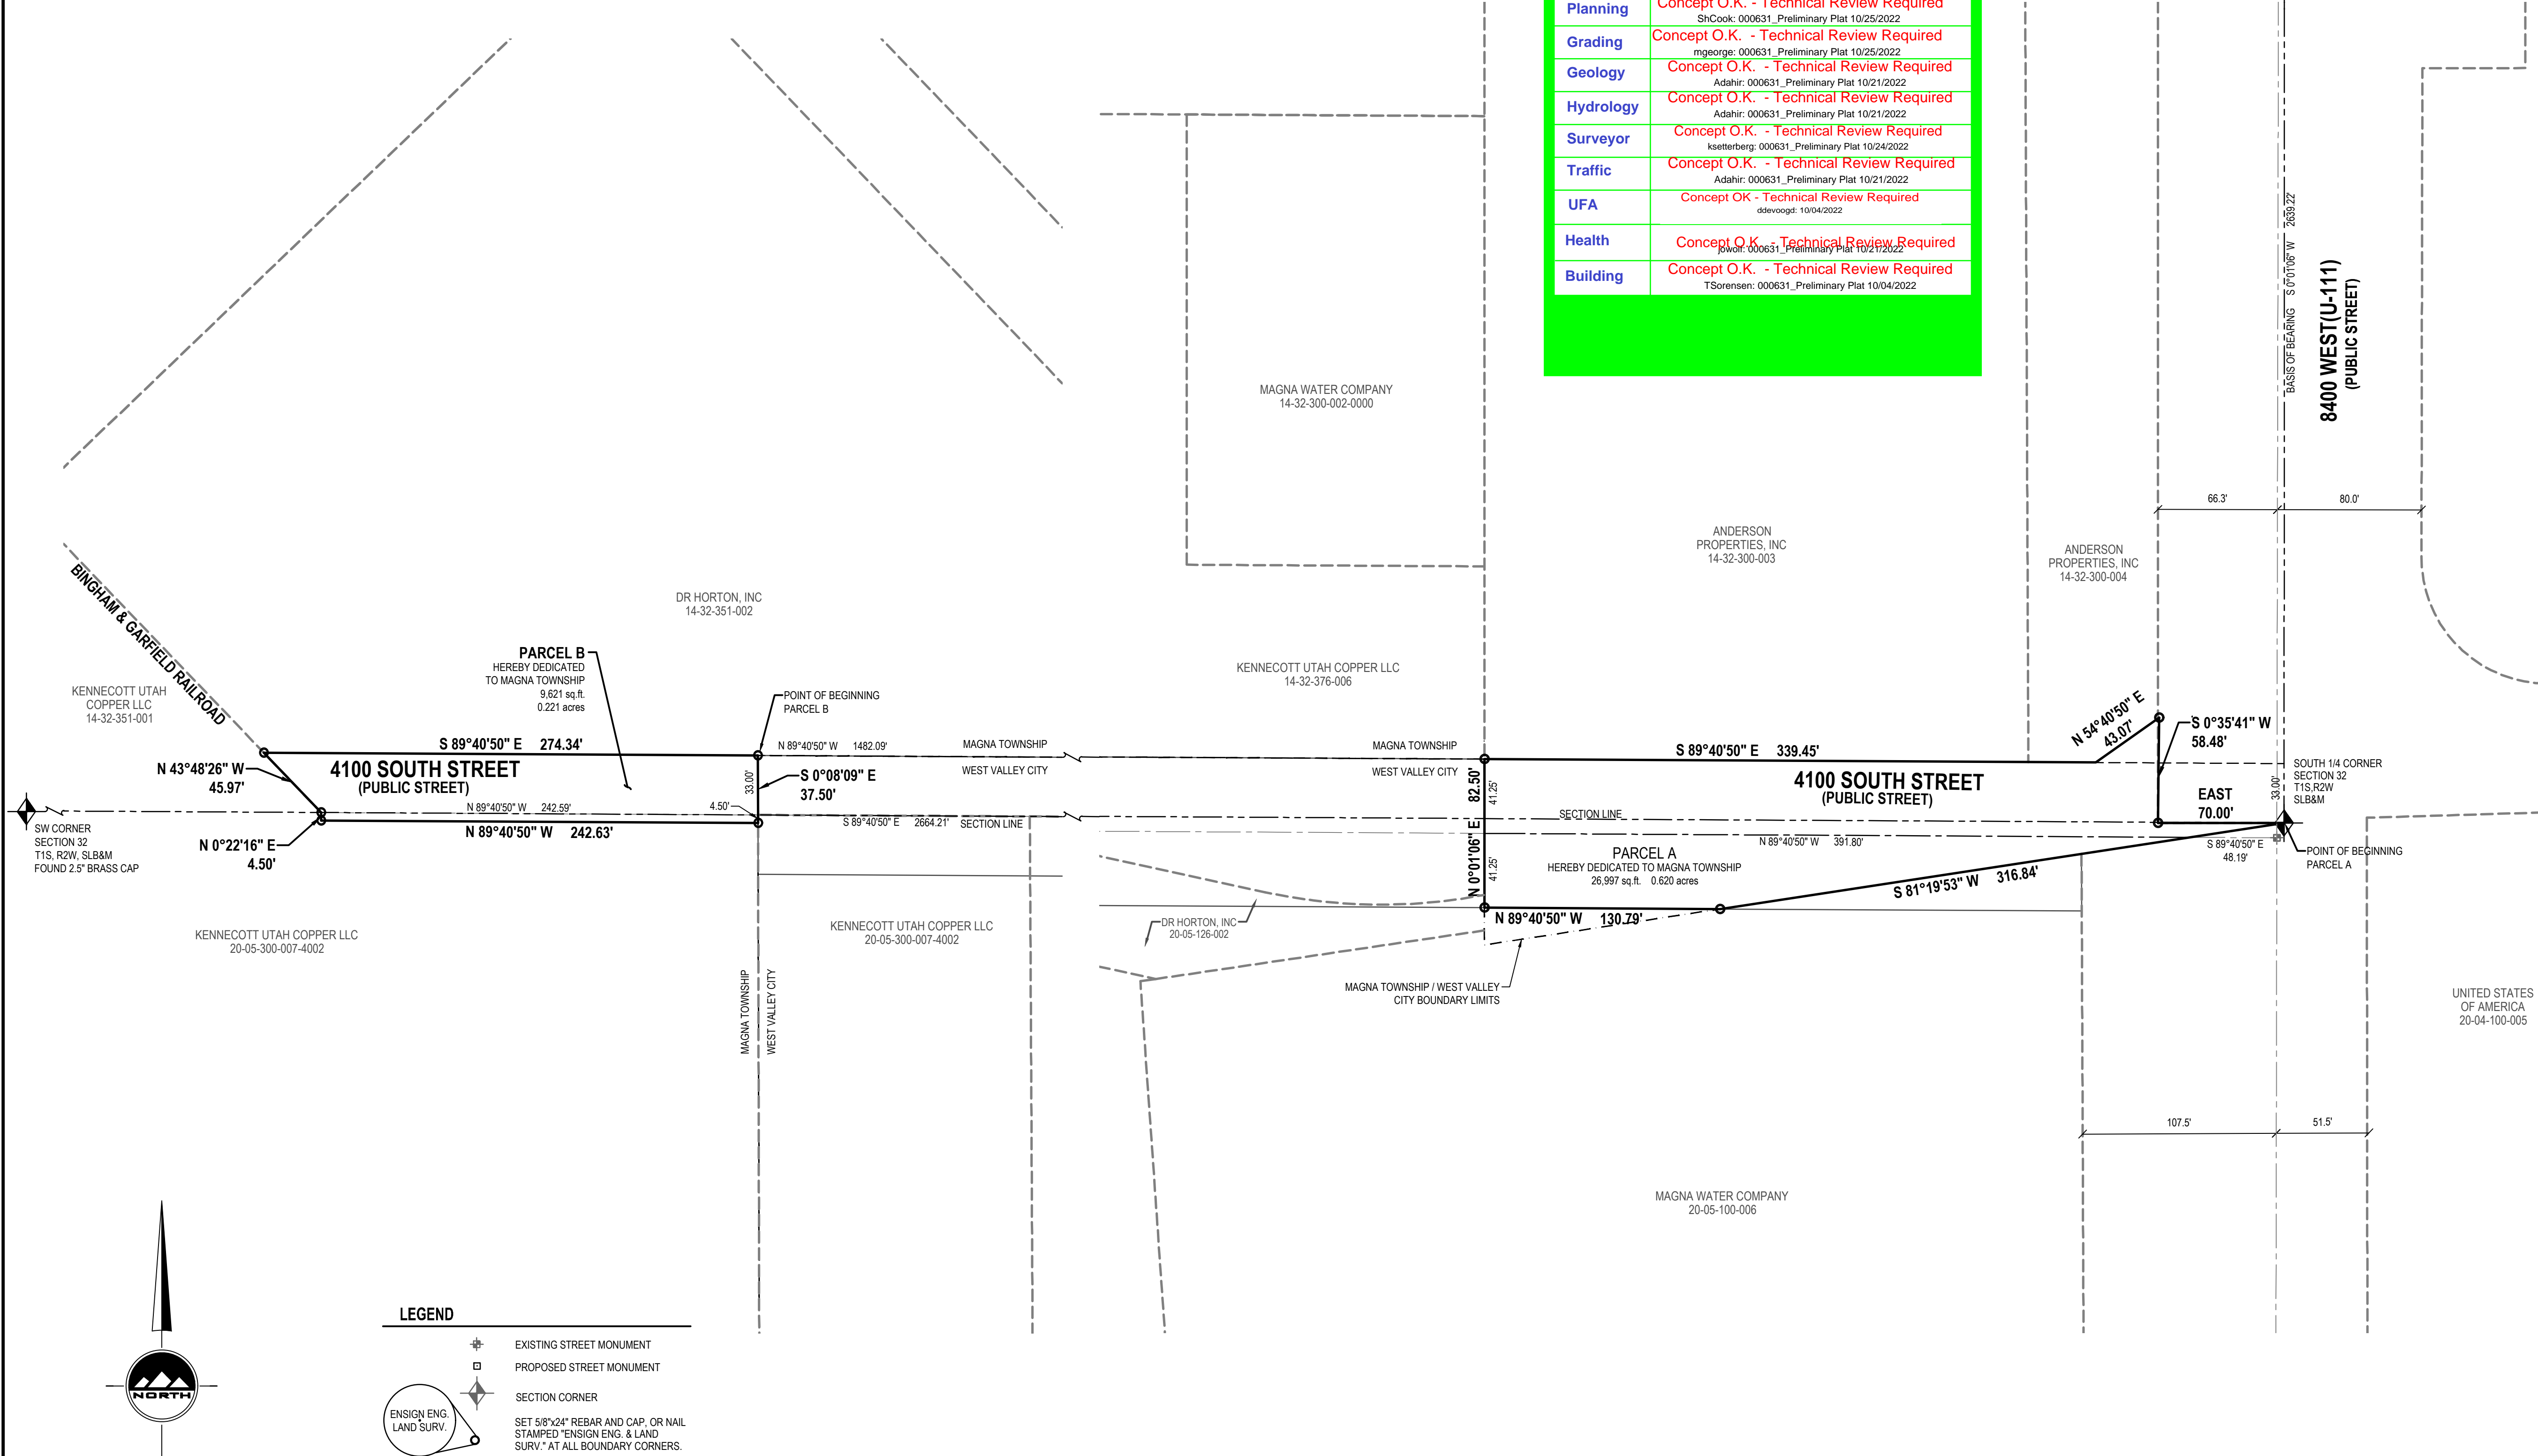 Planning
Concept O.K. - Technical Review Required
ShCook: 000631_Preliminary Plat 10/25/2022
Grading
Concept O.K. - Technical Review Required
mgeorge: 000631_Preliminary Plat 10/25/2022
Geology
Concept O.K. - Technical Review Required
Adahir: 000631_Preliminary Plat 10/21/2022
Hydrology
Concept O.K. - Technical Review Required
Adahir: 000631_Preliminary Plat 10/21/2022
Surveyor
Concept O.K. - Technical Review Required
ksetterberg: 000631_Preliminary Plat 10/24/2022
Traffic
Concept O.K. - Technical Review Required
Adahir: 000631_Preliminary Plat 10/21/2022
UFA
Concept OK - Technical Review Required
ddevoogd: 10/04/2022
Health
Concept O.K. - Technical Review Required
jowolf: 000631_Preliminary Plat 10/21/2022
Building
Concept O.K. - Technical Review Required
TSorensen: 000631_Preliminary Plat 10/04/2022
BASIS OF BEARING S 0°01'06" W 2639.22'
8400 WEST(U-111)
(PUBLIC STREET)
MAGNA WATER COMPANY
14-32-300-002-0000
66.3'
80.0'
ANDERSON
PROPERTIES, INC
14-32-300-003
ANDERSON
PROPERTIES, INC
14-32-300-004
BINGHAM & GARFIELD RAILROAD
DR HORTON, INC
14-32-351-002
KENNECOTT UTAH
COPPER LLC
14-32-351-001
PARCEL B
HEREBY DEDICATED
TO MAGNA TOWNSHIP
9,621 sq.ft.
0.221 acres
POINT OF BEGINNING
PARCEL B
KENNECOTT UTAH COPPER LLC
14-32-376-006
S 89°40'50" E 274.34'
N 89°40'50" W 1482.09'
MAGNA TOWNSHIP
WEST VALLEY CITY
MAGNA TOWNSHIP
WEST VALLEY CITY
S 89°40'50" E 339.45'
N 54°40'50" E
43.07'
S 0°35'41" W
58.48'
N 43°48'26" W
45.97'
4100 SOUTH STREET
(PUBLIC STREET)
33.00'
S 0°08'09" E
37.50'
4100 SOUTH STREET
(PUBLIC STREET)
SOUTH 1/4 CORNER
SECTION 32
T1S,R2W
SLB&M
33.00'
EAST
70.00'
N 89°40'50" W 242.59'
4.50'
SW CORNER
SECTION 32
T1S, R2W, SLB&M
FOUND 2.5" BRASS CAP
N 89°40'50" W 242.63'
N 0°22'16" E
4.50'
S 89°40'50" E 2664.21'
SECTION LINE
N 0°01'06" E 82.50'
41.25'
41.25'
SECTION LINE
N 89°40'50" W 391.80'
PARCEL A
HEREBY DEDICATED TO MAGNA TOWNSHIP
26,997 sq.ft. 0.620 acres
S 89°40'50" E
48.19'
POINT OF BEGINNING
PARCEL A
S 81°19'53" W 316.84'
N 89°40'50" W 130.79'
DR HORTON, INC
20-05-126-002
KENNECOTT UTAH COPPER LLC
20-05-300-007-4002
KENNECOTT UTAH COPPER LLC
20-05-300-007-4002
MAGNA TOWNSHIP
WEST VALLEY CITY
MAGNA TOWNSHIP / WEST VALLEY
CITY BOUNDARY LIMITS
UNITED STATES
OF AMERICA
20-04-100-005
107.5'
51.5'
MAGNA WATER COMPANY
20-05-100-006
NORTH
LEGEND
EXISTING STREET MONUMENT
PROPOSED STREET MONUMENT
SECTION CORNER
ENSIGN ENG.
LAND SURV.
SET 5/8"x24" REBAR AND CAP, OR NAIL
STAMPED "ENSIGN ENG. & LAND
SURV." AT ALL BOUNDARY CORNERS.